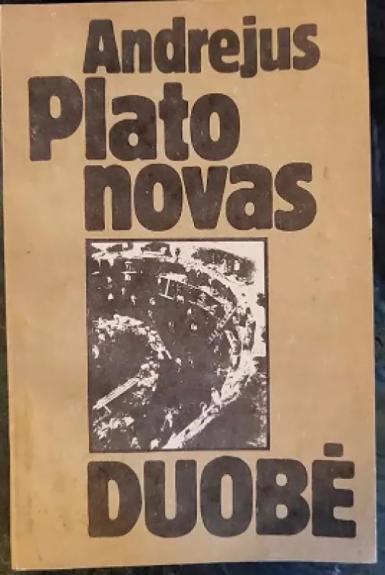 Andrejus
Plato
novas
DUOBĖ